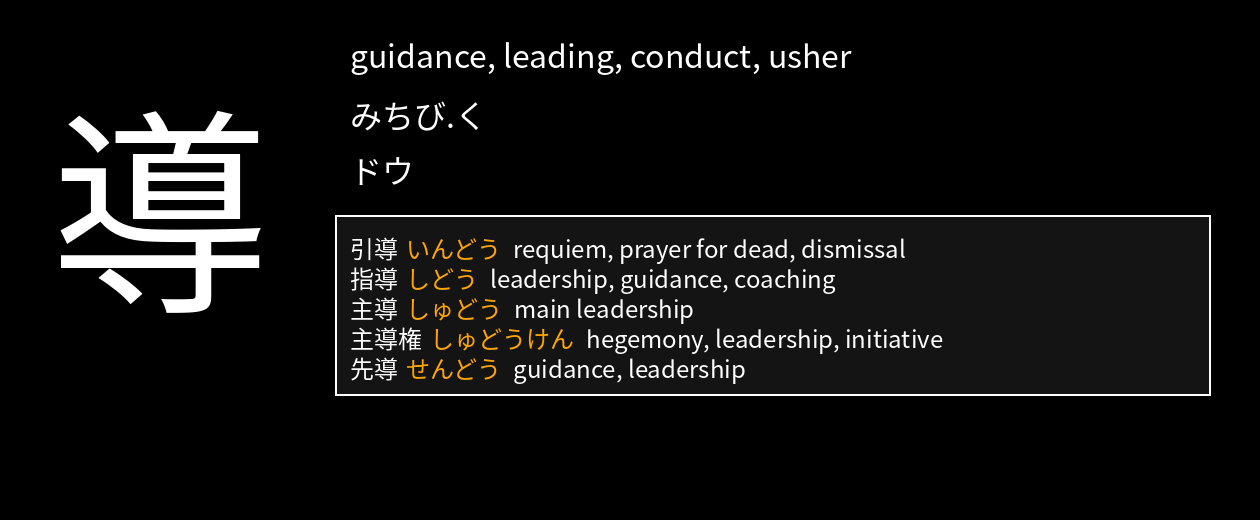 導
guidance, leading, conduct, usher
みちび.く
ドウ
引導 いんどう requiem, prayer for dead, dismissal
指導 しどう leadership, guidance, coaching
主導 しゅどう main leadership
主導権 しゅどうけん hegemony, leadership, initiative
先導 せんどう guidance, leadership